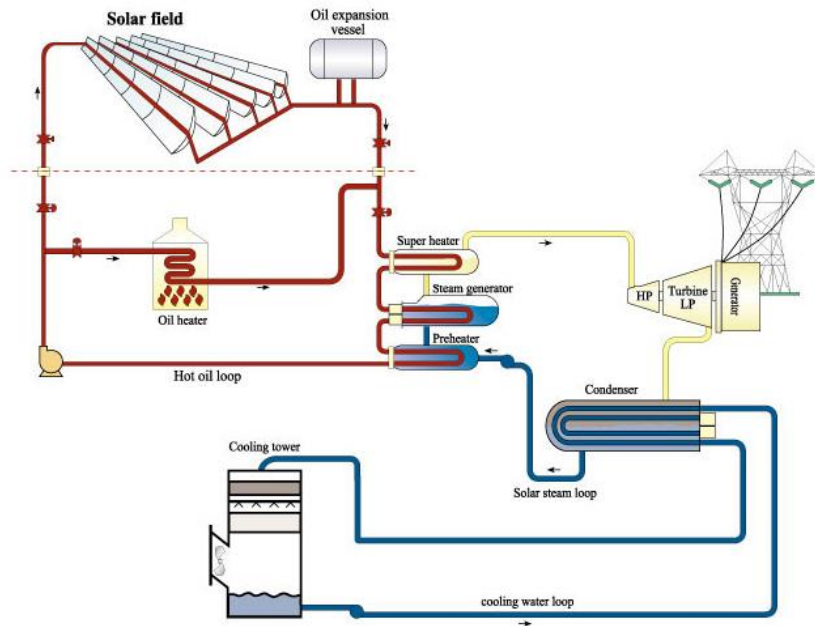 Solar field
Oil expansion
vessel
Super heater
Steam generator
HP
Turbine
LP
Ginerator
Oil heater
Preheater
Hot oil loop
Condenser
Cooling tower
Solar steam loop
cooling water loop